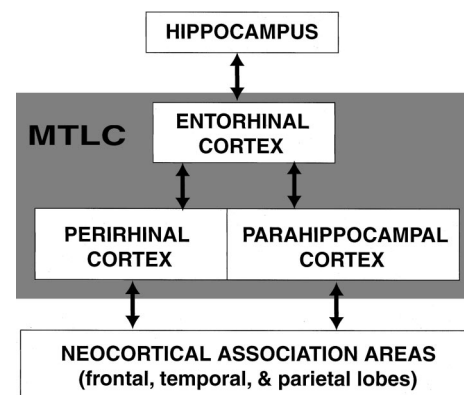 HIPPOCAMPUS
MTLC
ENTORHINAL
CORTEX
PERIRHINAL
CORTEX
PARAHIPPOCAMPAL
CORTEX
NEOCORTICAL ASSOCIATION AREAS
(frontal, temporal, & parietal lobes)